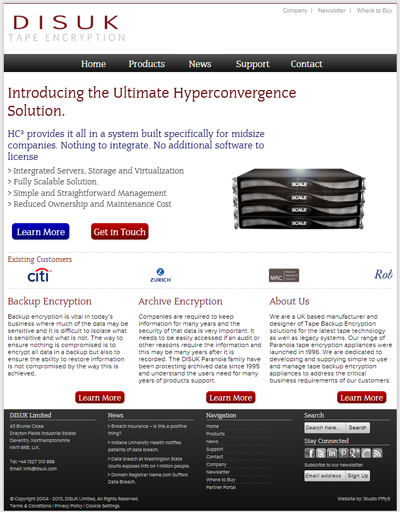 Company | Newsletter | Where to Buy
DISUK
TAPE ENCRYPTION
Home Products News Support Contact
Introducing the Ultimate Hyperconvergence
Solution.
HC³ provides it all in a system built specifically for midsize
companies. Nothing to integrate. No additional software to
license
> Intergrated Servers, Storage and Virtualization
> Fully Scalable Solution.
> Simple and Straightforward Management
> Reduced Ownership and Maintenance Cost
SCALE
SCALE
SCALE
SCALE
Learn More Get in Touch
Existing Customers
citi ZURICH MRC Rob
Backup Encryption
Backup encryption is vital in today's
business where much of the data may be
sensitive and it is difficult to isolate what
is sensitive and what is not. The way to
ensure nothing is compromised is to
encrypt all data in a backup but also to
ensure the ability to restore information
is not compromised by the way this is
achieved.
Learn More
Archive Encryption
Companies are required to keep
information for many years and the
security of that data is very important. It
needs to be easily accessed if an audit or
other reasons require the information and
this may be many years after it is
recorded. The DISUK Paranoia family have
been protecting archived data since 1995
and understand the users need for many
years of products support.
Learn More
About Us
We are a UK based manufacturer and
designer of Tape Backup Encryption
solutions for the latest tape technology
as well as legacy systems. Our range of
Paranoia tape encryption appliances were
launched in 1996. We are dedicated to
developing and supplying simple to use
and manage tape backup encryption
appliances to address the critical
business requirements of our customers.
Learn More
DISUK Limited
43 Brunel Close
Drayton Fields Industrial Estate
Daventry, Northamptonshire
NN11 8RB, U.K.
Tel: +44 1327 313 868
Email: info@disuk.com
News
> Breach Insurance – is this a positive
thing?.
> Indiana University Health notifies
patients of data breach.
> Data breach at Washington state
courts exposes info on 1 million people.
> Domain Registrar Name.com Suffers
Data Breach.
Navigation
Home
Products
News
Support
Contact
Company
Newsletter
Where to Buy
Partner Portal
Search
Search here... Search
Stay Connected
Subscribe to our newsletter
Email address Sign Up
© Copyright 2004 - 2013, DISUK Limited, All Rights Reserved.
Terms & Conditions | Privacy Policy | Cookie Settings
Website by: Studio Fifty5